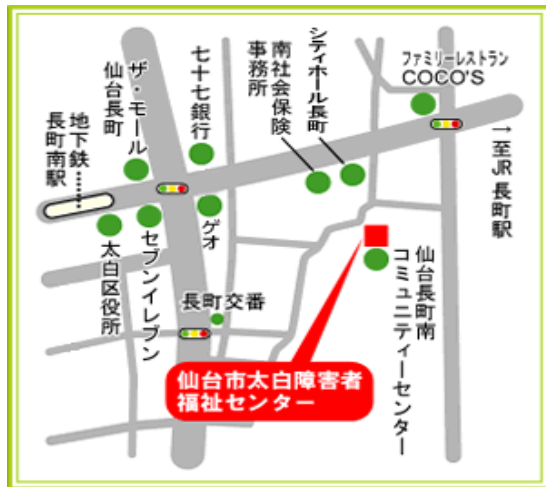 ザ・モール
仙台長町
七十七銀行
南社会保険
事務所
シティホール長町
ファミリーレストラン
COCO'S
地下鉄
長町南駅
→至JR長町駅
太白区役所
セブンイレブン
ゲオ
長町交番
仙台長町南
コミュニティーセンター
仙台市太白障害者
福祉センター